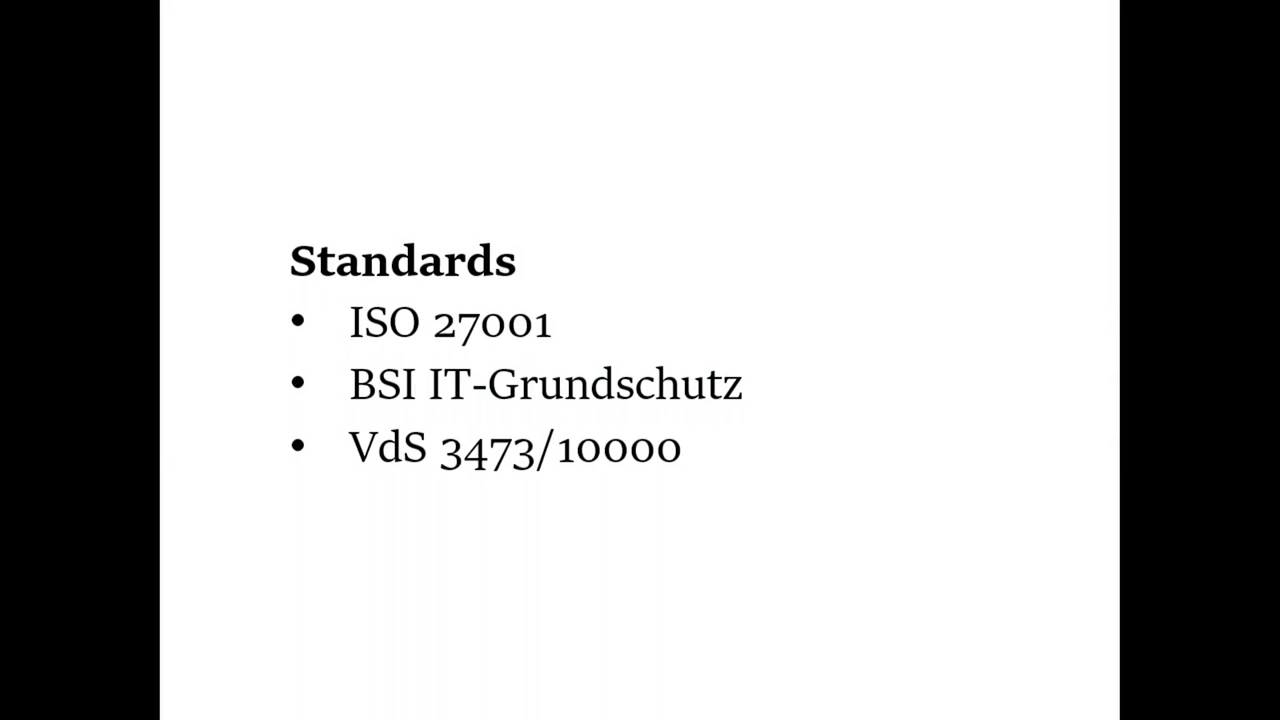 Standards
• ISO 27001
• BSI IT-Grundschutz
• VdS 3473/10000